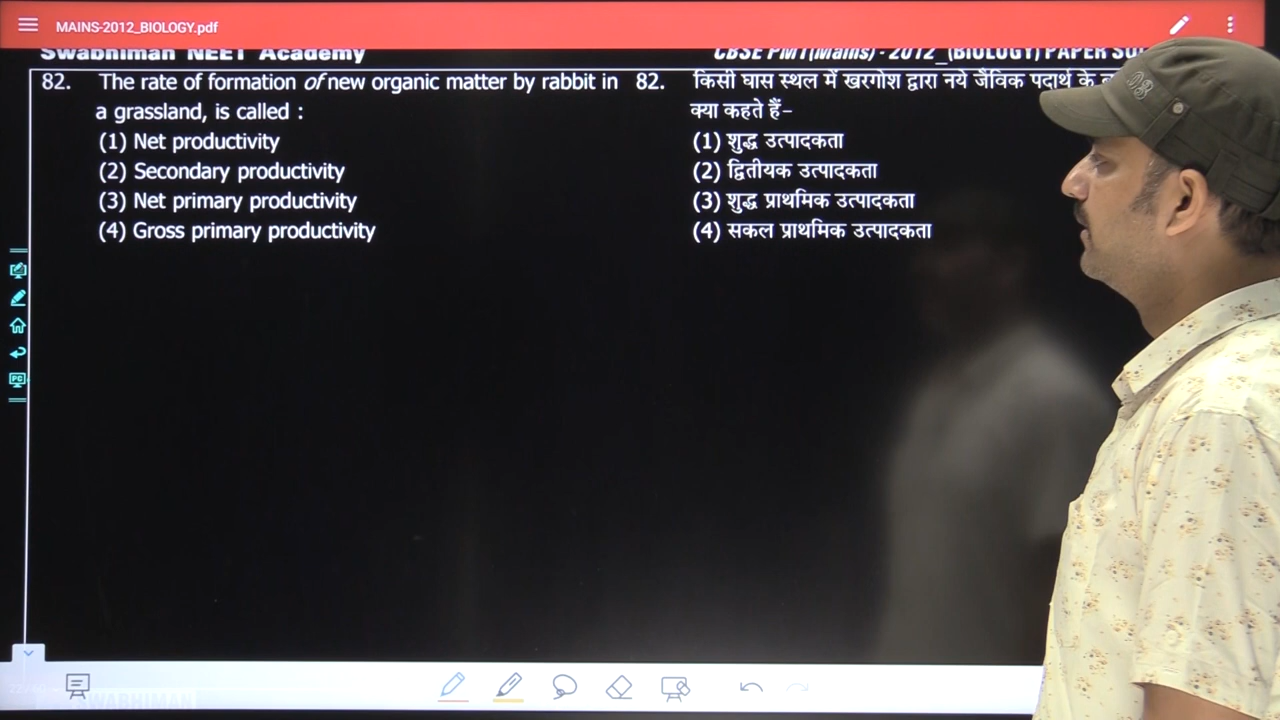 MAINS-2012_BIOLOGY.pdf
Swabhiman NEET Academy
CBSE PMT(Mains) - 2012_(BIOLOGY) PAPER
82. The rate of formation of new organic matter by rabbit in
a grassland, is called :
(1) Net productivity
(2) Secondary productivity
(3) Net primary productivity
(4) Gross primary productivity
82. किसी घास स्थल में खरगोश द्वारा नये जैविक पदार्थ के
क्या कहते हैं–
(1) शुद्ध उत्पादकता
(2) द्वितीयक उत्पादकता
(3) शुद्ध प्राथमिक उत्पादकता
(4) सकल प्राथमिक उत्पादकता
PC
SWABHIMAN